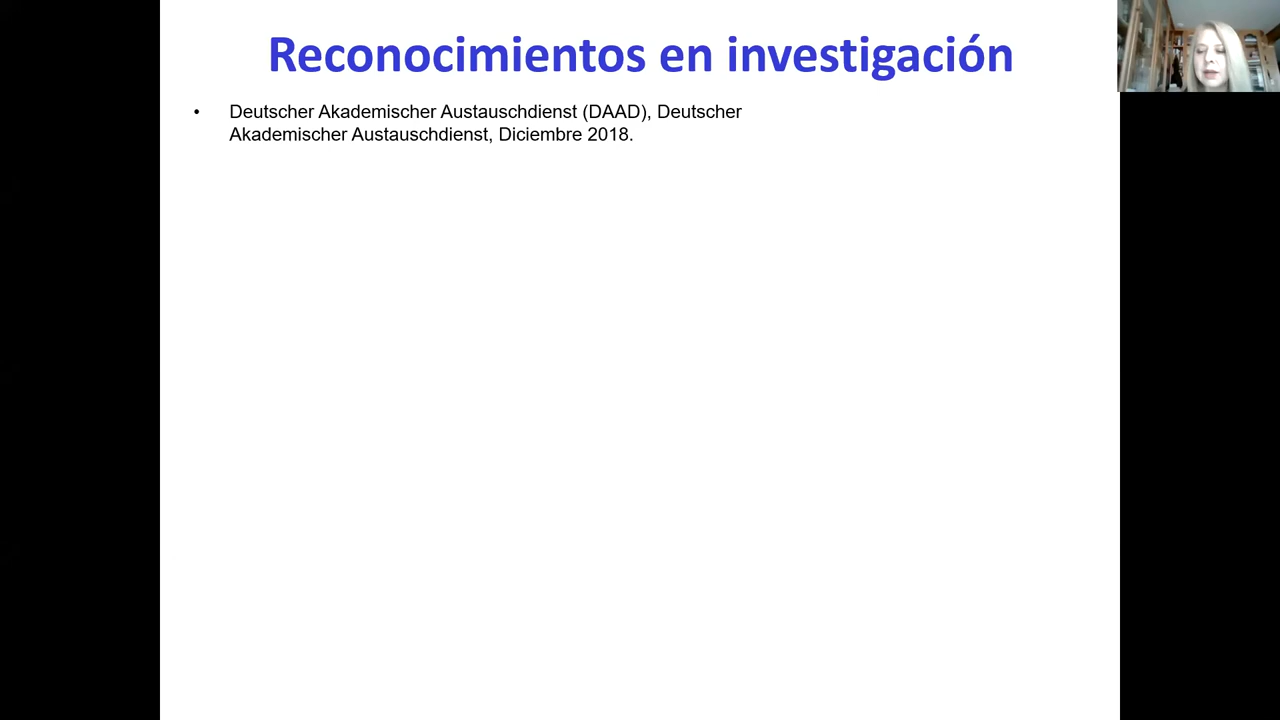 Reconocimientos en investigación
• Deutscher Akademischer Austauschdienst (DAAD), Deutscher
Akademischer Austauschdienst, Diciembre 2018.